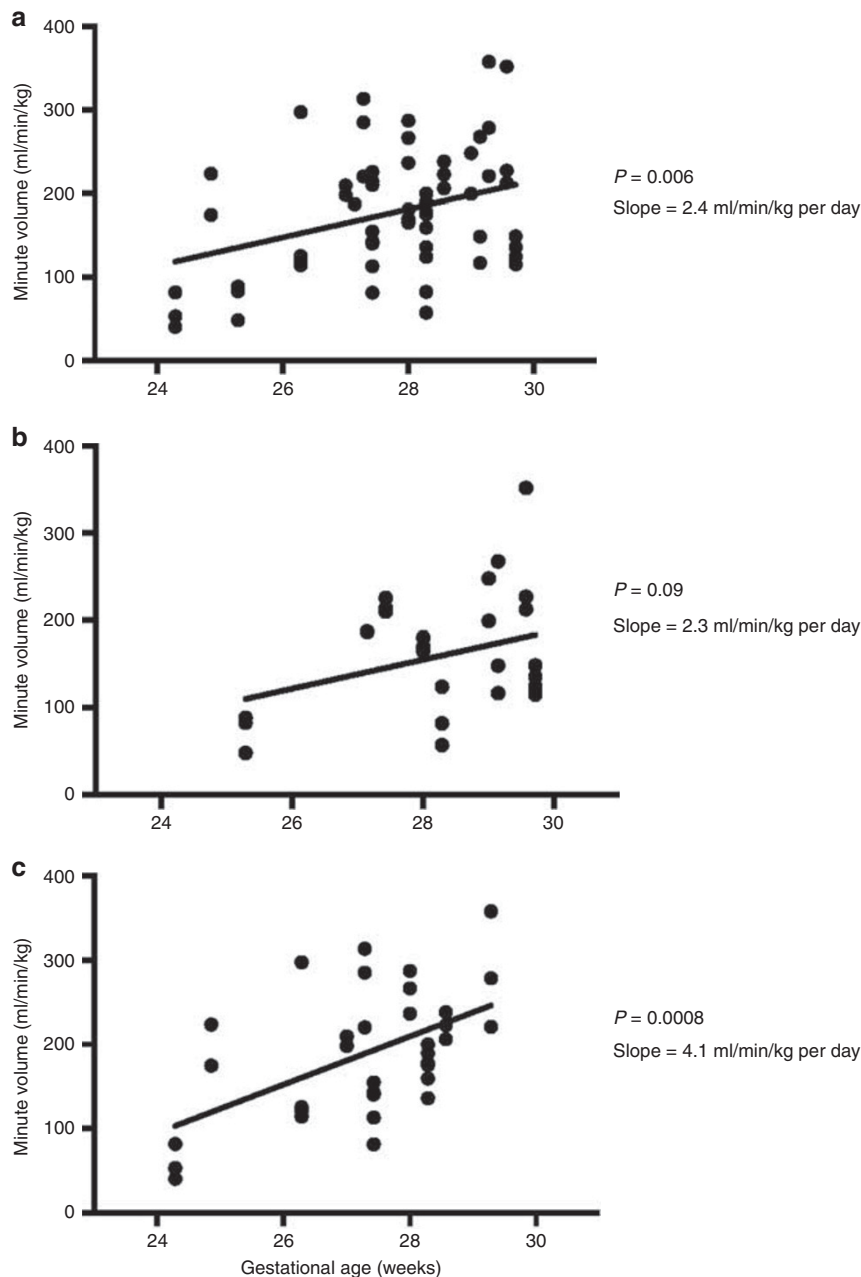 a
400
300
200
100
0
Minute volume (ml/min/kg)
24
26
28
30
P = 0.006
Slope = 2.4 ml/min/kg per day
b
400
300
200
100
0
Minute volume (ml/min/kg)
24
26
28
30
P = 0.09
Slope = 2.3 ml/min/kg per day
c
400
300
200
100
0
Minute volume (ml/min/kg)
24
26
28
30
Gestational age (weeks)
P = 0.0008
Slope = 4.1 ml/min/kg per day